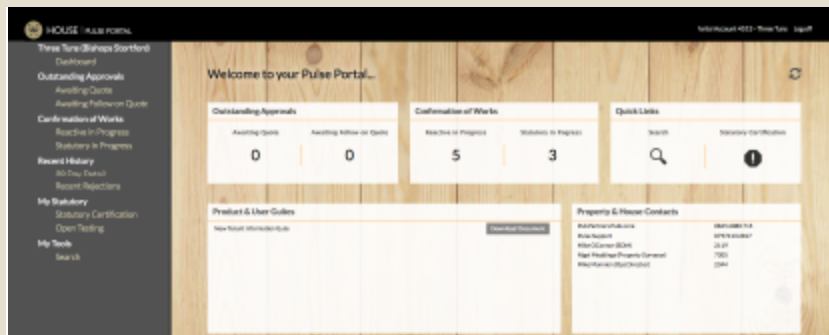 HOUSE | PULSE PORTAL
Logoff
Three Tuns (Bishops Stortford)
Dashboard
Outstanding Approvals
Awaiting Quote
Awaiting Follow on Quote
Confirmation of Works
Reactive In Progress
Statutory In Progress
Recent History
Recent Rejections
My Statutory
Statutory Certification
Open Testing
My Tools
Search
Welcome to your Pulse Portal...
Outstanding Approvals
Awaiting Quote
Awaiting Follow on Quote
0
0
Confirmation of Works
Reactive In Progress
Statutory In Progress
5
3
Quick Links
Search
Statutory Certification
Product & User Guides
Download Document
Property & House Contacts